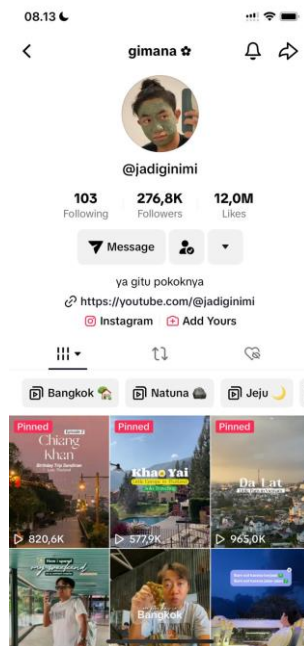 08.13
gimana ✿
@jadiginimi
103 276,8K 12,0M
Following Followers Likes
Message
ya gitu pokoknya
https://youtube.com/@jadiginimi
Instagram Add Yours
Bangkok Natuna Jeju
Pinned Pinned Pinned
Chiang
Khan
Khao Yai
Da Lat
820,6K 577,9K 965,0K
my weekend
Bangkok